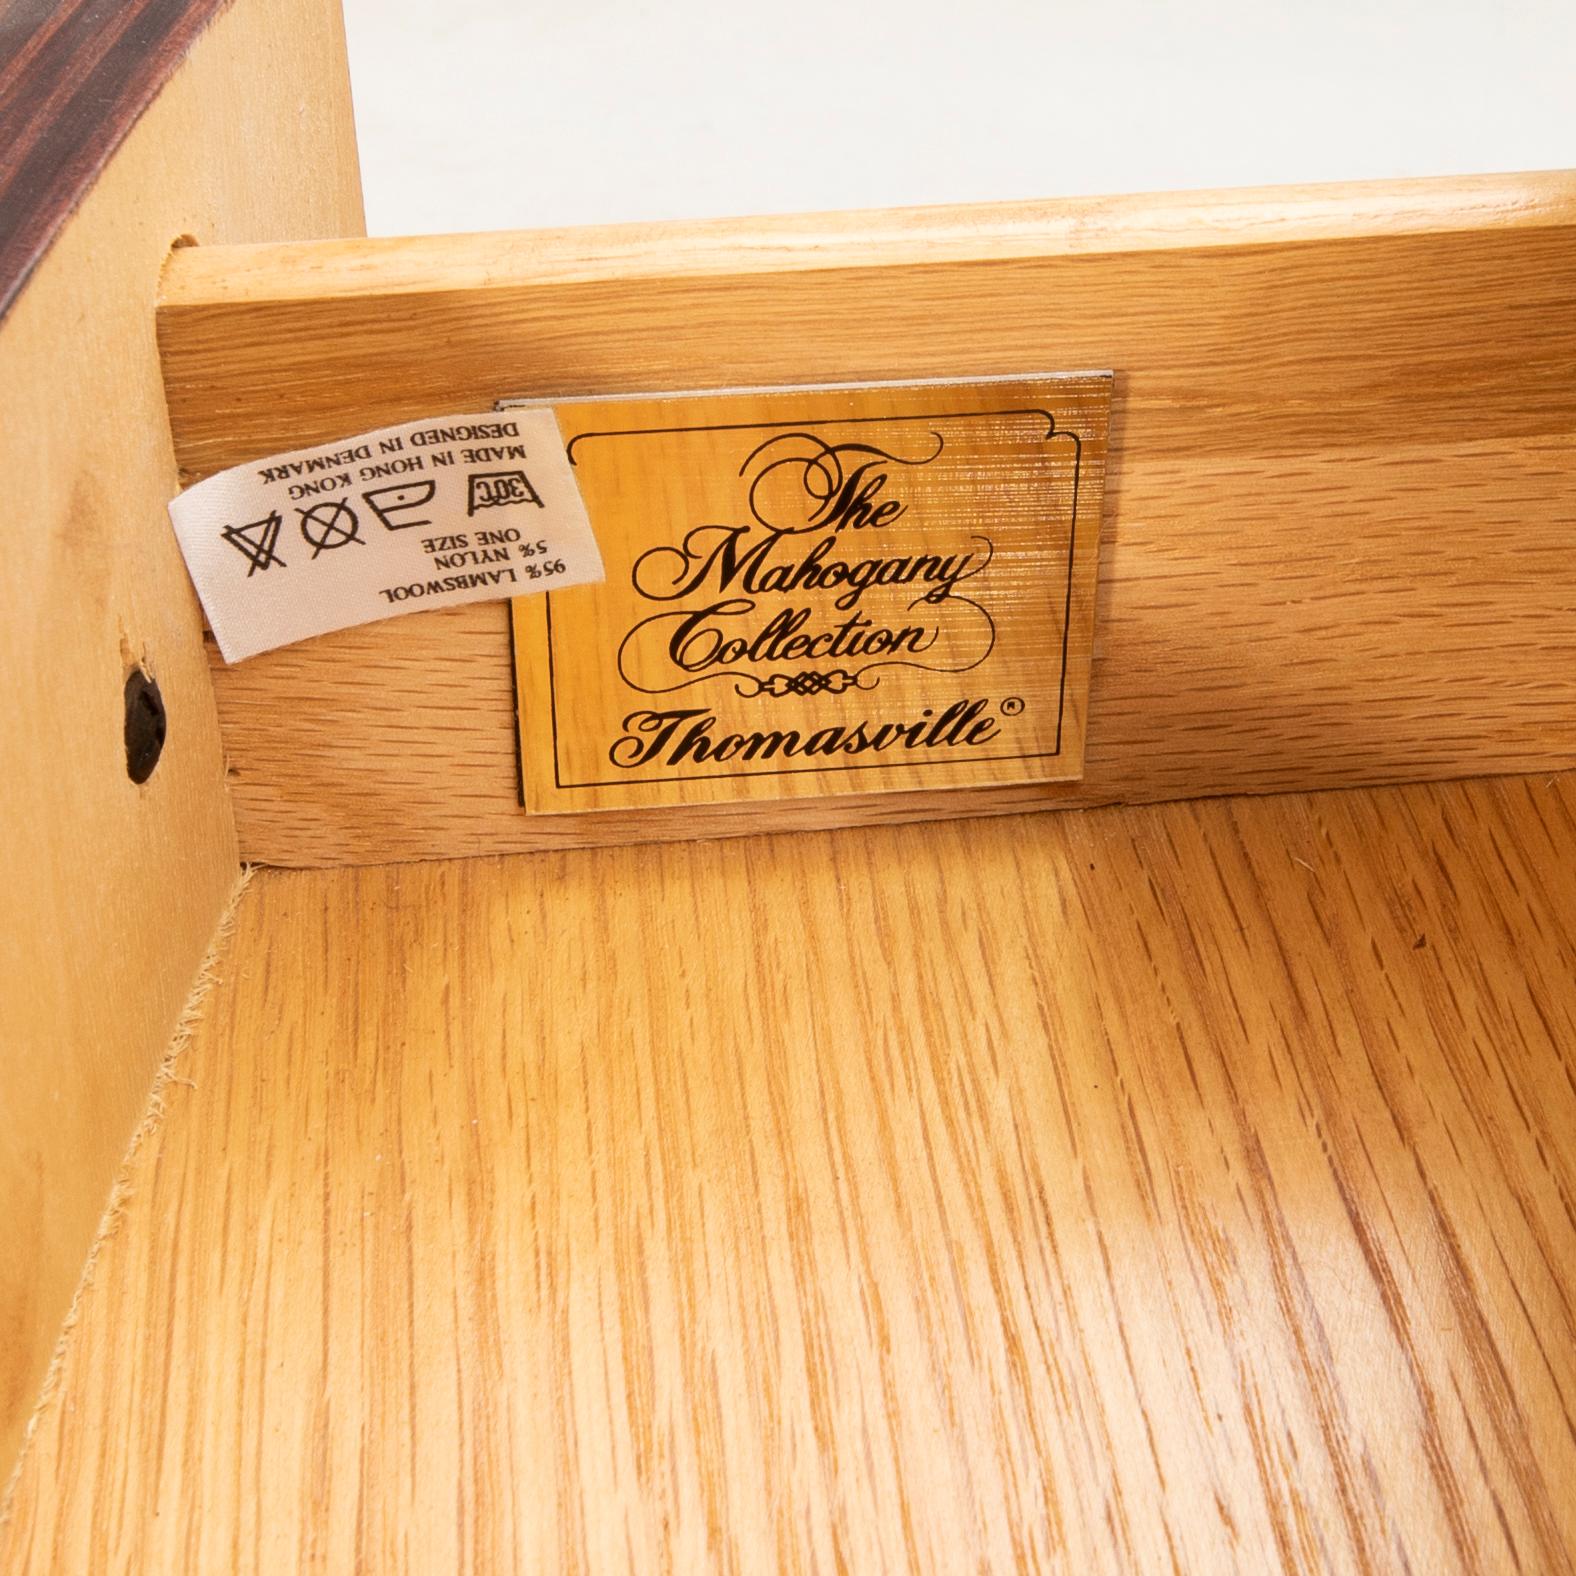 The
Mahogany
Collection
Thomasville®
95% LAMBSWOOL
5% NYLON
ONE SIZE
30C
MADE IN HONG KONG
DESIGNED IN DENMARK